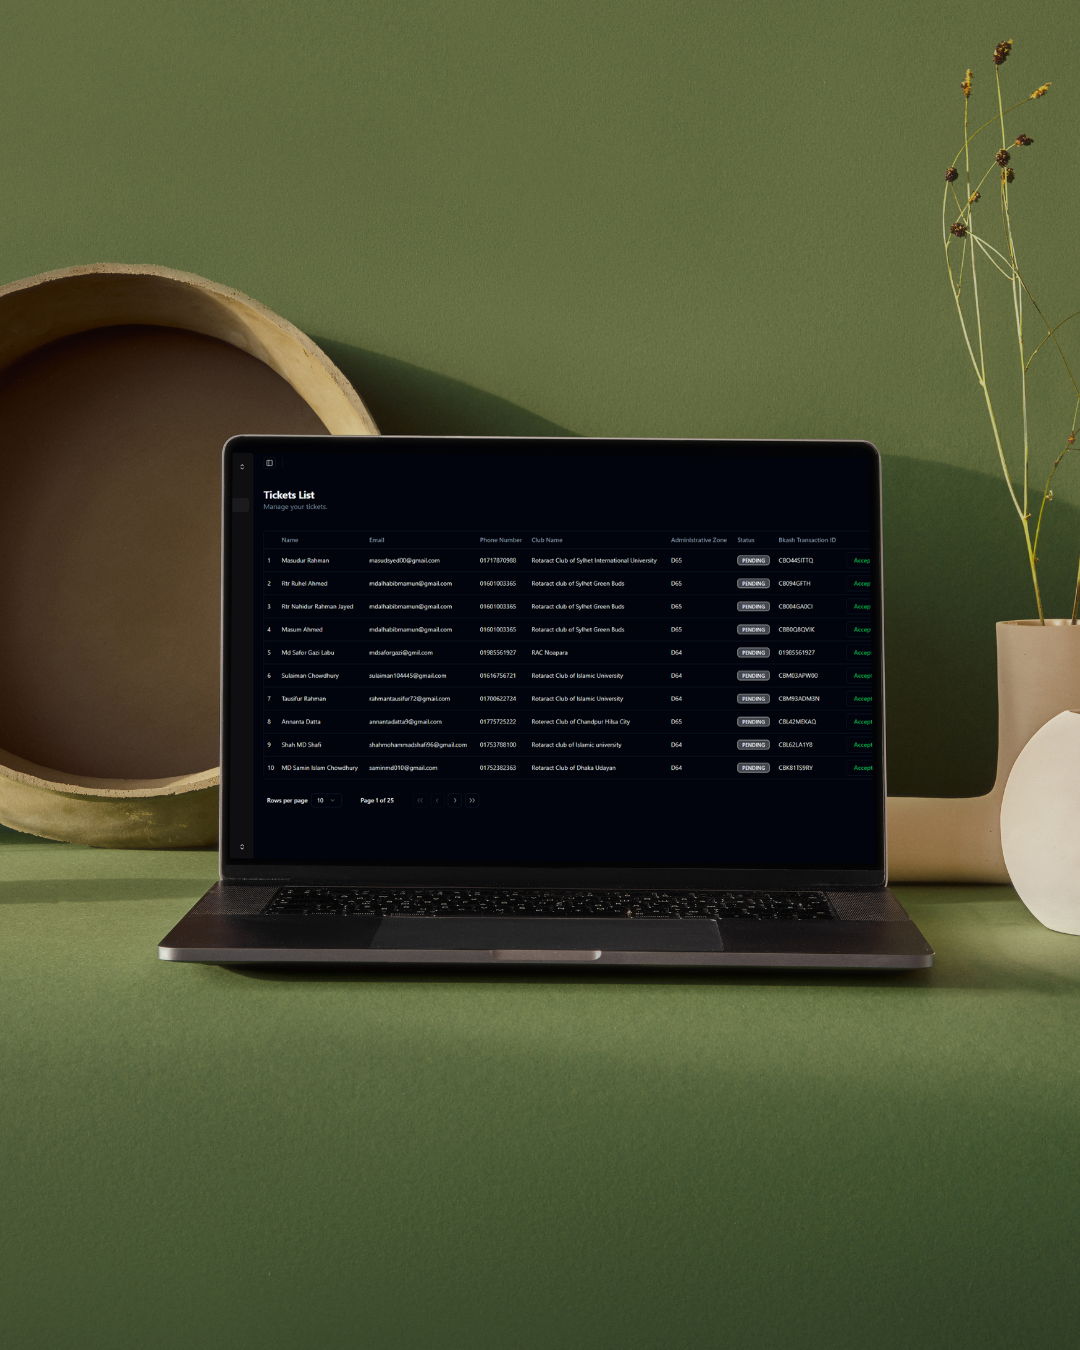 Tickets List
Manage your tickets.
Name Email Phone Number Club Name Administrative Zone Status Bkash Transaction ID
1 Masudur Rahman masudsyed00@gmail.com 01717870988 Rotaract Club of Sylhet International University D65 PENDING CBO44SITTQ Accep
2 Rtr Ruhel Ahmed mdalhabibmamun@gmail.com 01601003365 Rotaract club of Sylhet Green Buds D65 PENDING CB094GFTH Accep
3 Rtr Nahidur Rahman Jayed mdalhabibmamun@gmail.com 01601003365 Rotaract club of Sylhet Green Buds D65 PENDING CB004GA0CI Accep
4 Masum Ahmed mdalhabibmamun@gmail.com 01601003365 Rotaract club of Sylhet Green Buds D65 PENDING CBB0Q8QVIK Accep
5 Md Safor Gazi Labu mdsaforgazi@gmil.com 01985561927 RAC Noapara D64 PENDING 01985561927 Accept
6 Sulaiman Chowdhury sulaiman104445@gmail.com 01616756721 Rotaract Club of Islamic University D64 PENDING CBM03APW00 Accept
7 Tausifur Rahman rahmantausifur72@gmail.com 01700622724 Rotaract Club of Islamic University D64 PENDING CBM93ADM3N Accept
8 Annanta Datta annantadatta9@gmail.com 01775725222 Roterect Club of Chandpur Hilsa City D65 PENDING CBL42MEKAQ Accept
9 Shah MD Shafi shahmohammadshafi96@gmail.com 01753788100 Rotaract club of Islamic university D64 PENDING CBL62LA1Y8 Accept
10 MD Samin Islam Chowdhury saminmd010@gmail.com 01752382363 Rotaract Club of Dhaka Udayan D64 PENDING CBK81TS9RY Accept
Rows per page 10 Page 1 of 25